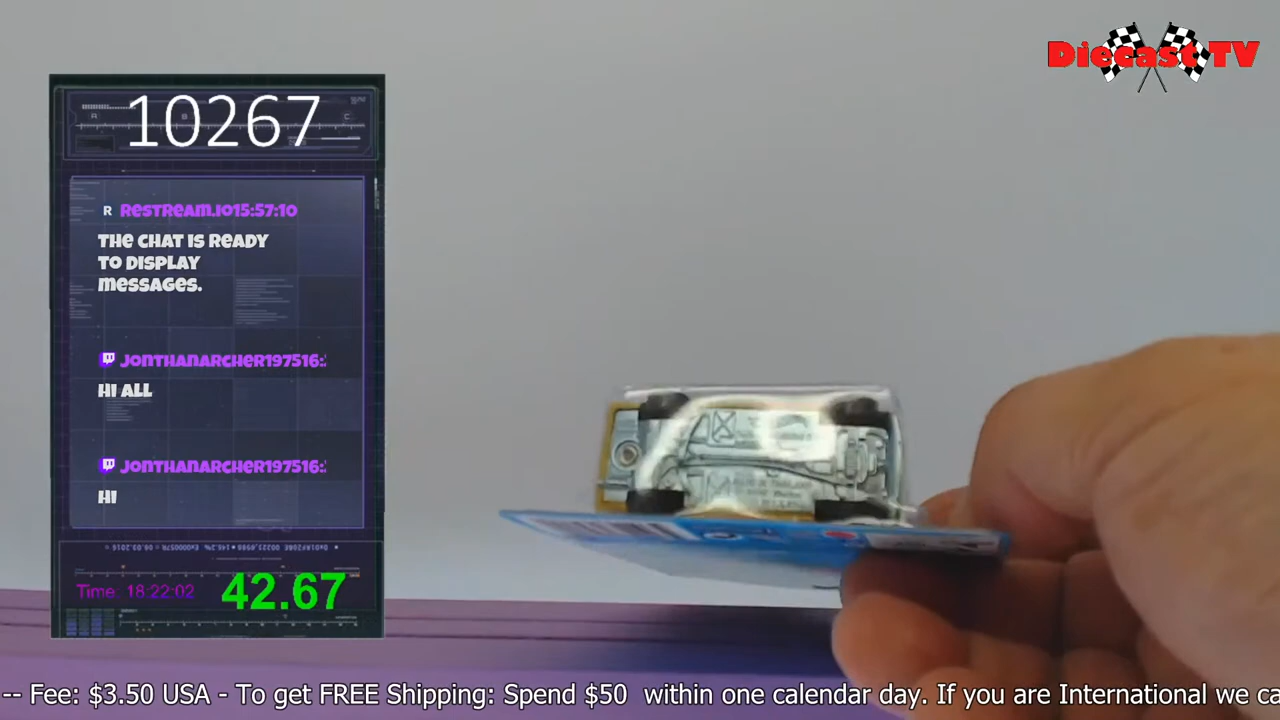 Diecast TV
10267
R Restream.io15:57:10
The chat is ready
to display
messages.
JonthanArcher197516:
Hi all
JonthanArcher197516:
Hi
Time: 18:22:02
42.67
-- Fee: $3.50 USA - To get FREE Shipping: Spend $50 within one calendar day. If you are International we ca